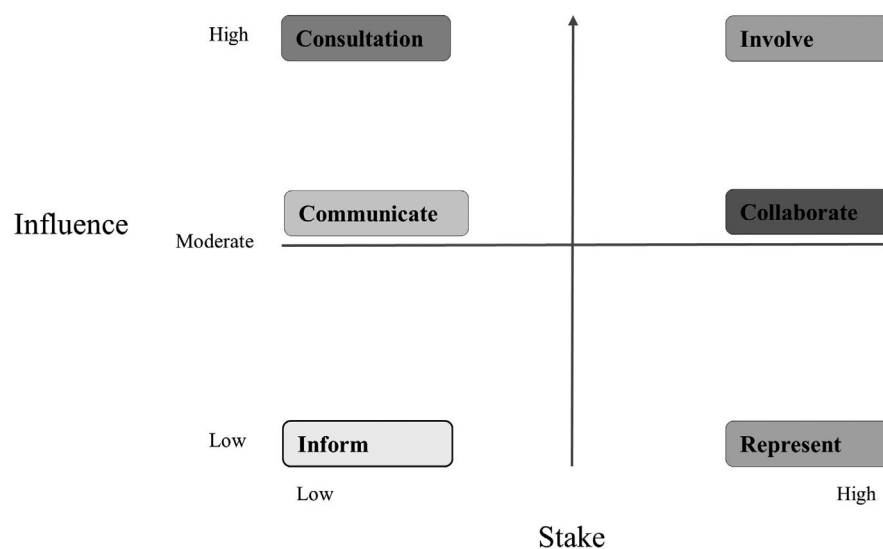 High
Consultation
Involve
Influence
Communicate
Collaborate
Moderate
Low
Inform
Represent
Low
High
Stake